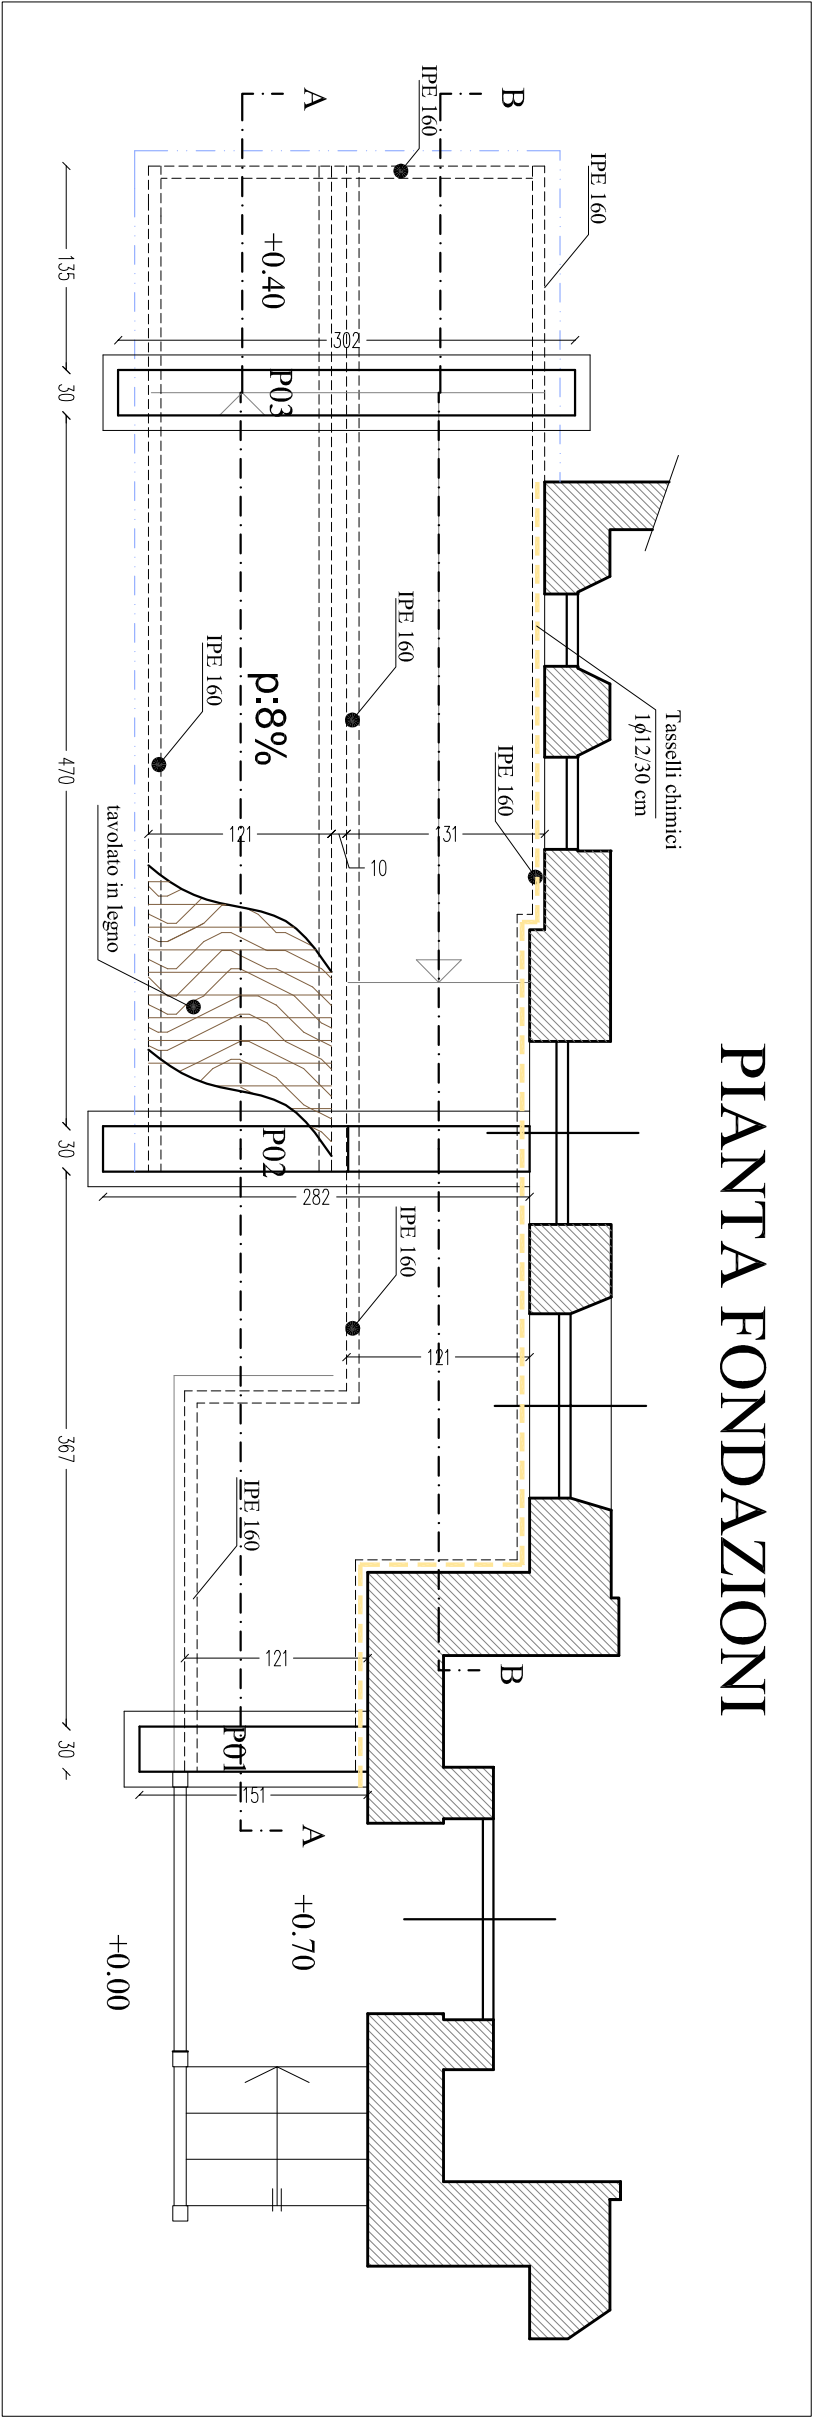 PIANTA FONDAZIONI
IPE 160
IPE 160
Tasselli chimici
1ϕ12/30 cm
B
B
IPE 160
131
121
IPE 160
10
IPE 160
A
+0.40
302
P03
p:8%
121
P02
282
121
A
+0.70
IPE 160
IPE 160
P01
151
tavolato in legno
+0.00
135
30
470
30
367
30